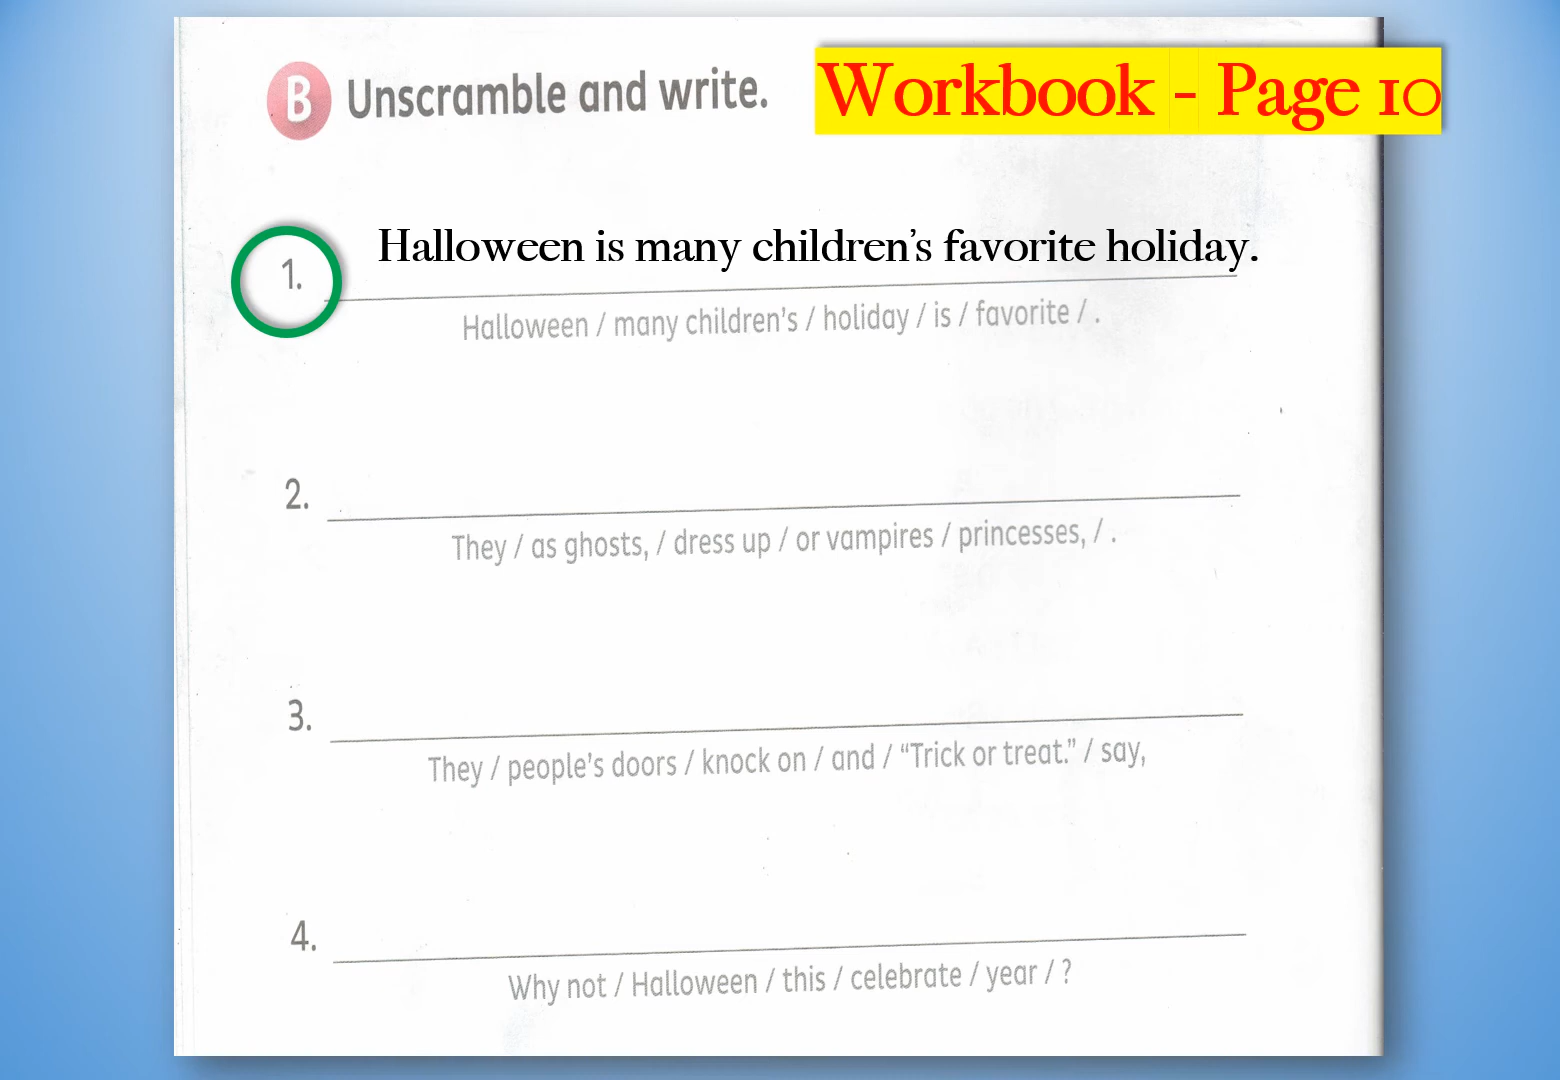 B Unscramble and write.
Workbook - Page 10
1. Halloween is many children’s favorite holiday.
Halloween / many children’s / holiday / is / favorite / .
2.
They / as ghosts, / dress up / or vampires / princesses, / .
3.
They / people’s doors / knock on / and / “Trick or treat.” / say,
4.
Why not / Halloween / this / celebrate / year / ?